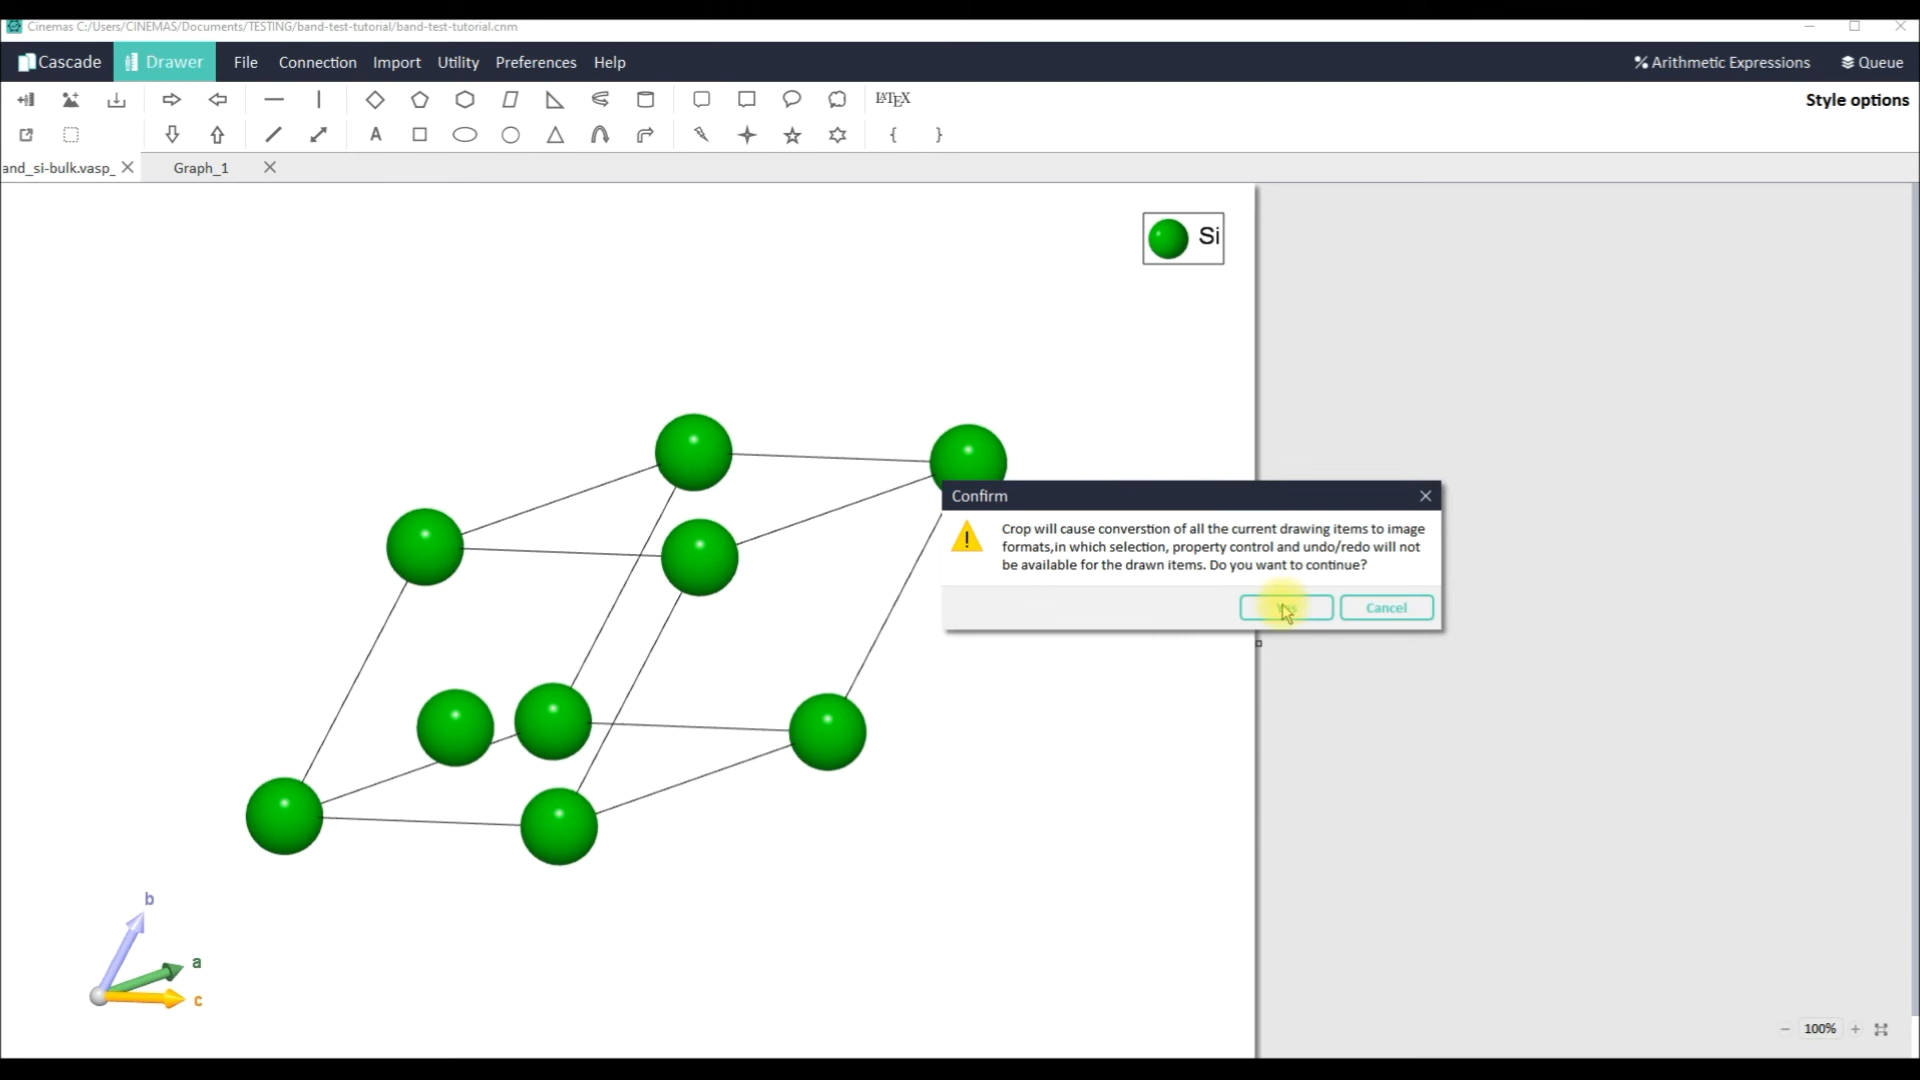 Cinemas C:/Users/CINEMAS/Documents/TESTING/band-test-tutorial/band-test-tutorial.cnm
Cascade Drawer File Connection Import Utility Preferences Help Arithmetic Expressions Queue
LATEX Style options
A { }
and_si-bulk.vasp_ Graph_1
Si
Confirm
Crop will cause converstion of all the current drawing items to image
formats,in which selection, property control and undo/redo will not
be available for the drawn items. Do you want to continue?
Yes Cancel
b
a
c
100%